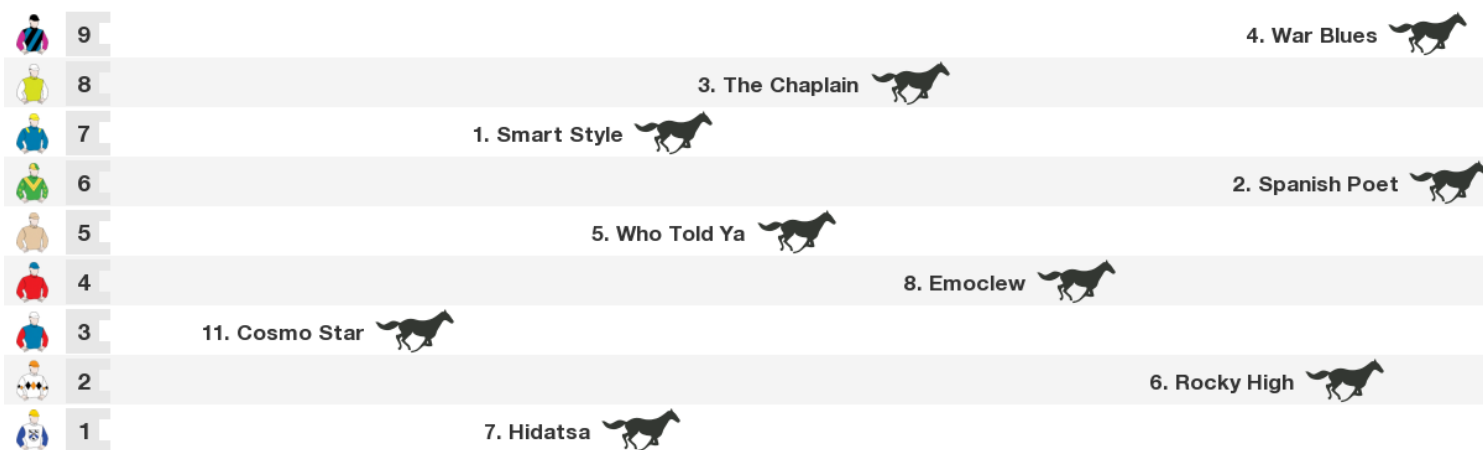 9 4. War Blues
8 3. The Chaplain
7 1. Smart Style
6 2. Spanish Poet
5 5. Who Told Ya
4 8. Emoclew
3 11. Cosmo Star
2 6. Rocky High
1 7. Hidatsa